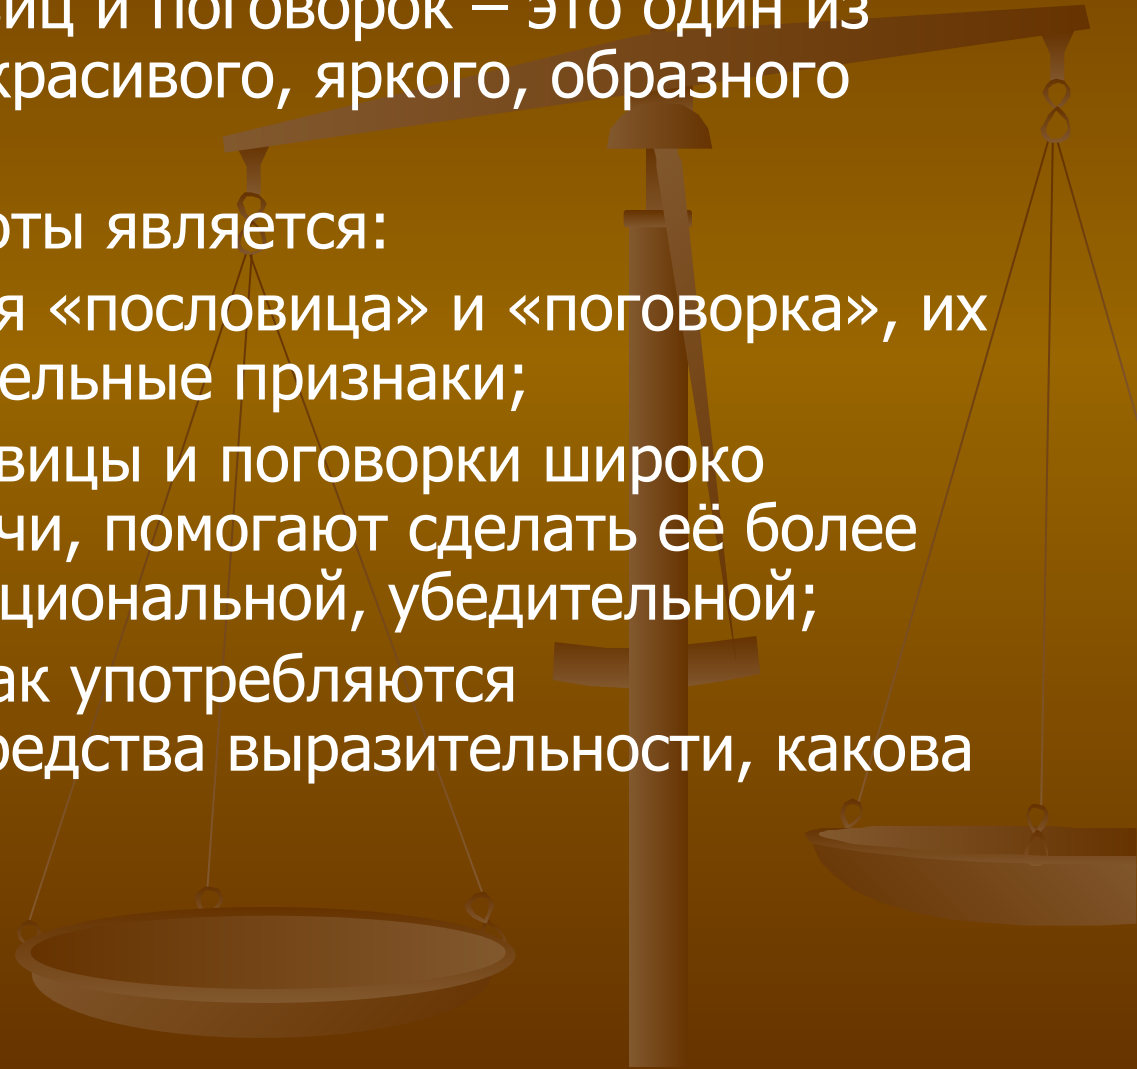 виц и поговорок – это один из
красивого, яркого, образного
оты является:
я «пословица» и «поговорка», их
ельные признаки;
вицы и поговорки широко
чи, помогают сделать её более
циональной, убедительной;
ак употребляются
редства выразительности, какова